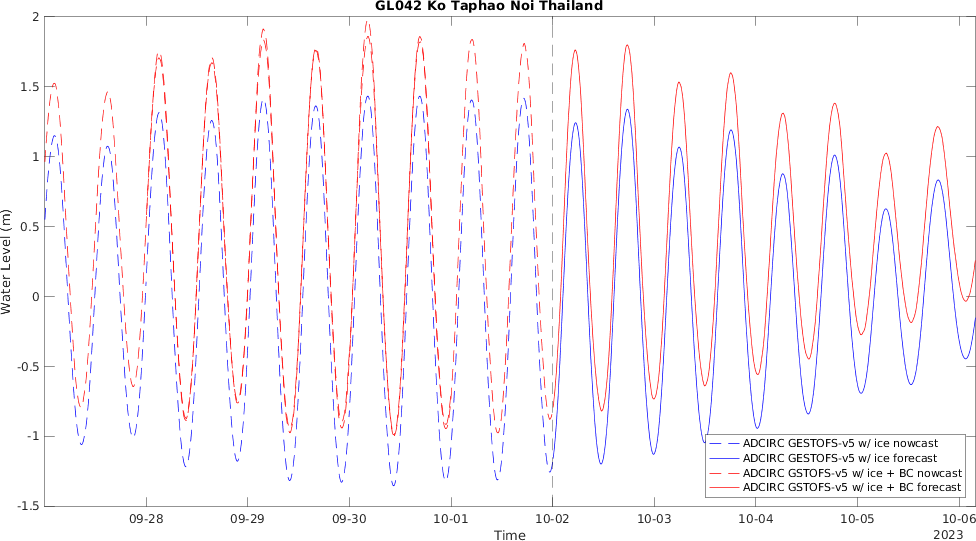 GL042 Ko Taphao Noi Thailand
2
1.5
1
0.5
0
-0.5
-1
-1.5
Water Level (m)
ADCIRC GESTOFS-v5 w/ ice nowcast
ADCIRC GESTOFS-v5 w/ ice forecast
ADCIRC GSTOFS-v5 w/ ice + BC nowcast
ADCIRC GSTOFS-v5 w/ ice + BC forecast
09-28 09-29 09-30 10-01 10-02 10-03 10-04 10-05 10-06
Time 2023